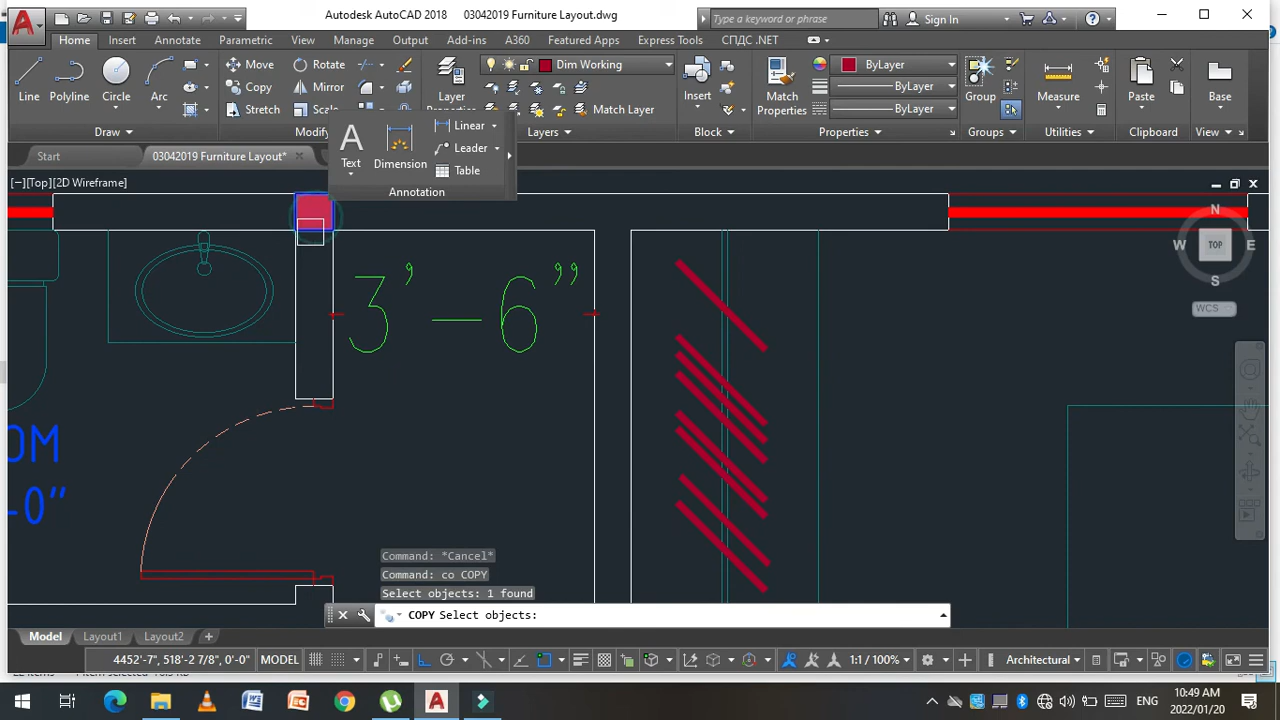 Autodesk AutoCAD 2018 03042019 Furniture Layout.dwg
Type a keyword or phrase
Sign In
Home Insert Annotate Parametric View Manage Output Add-ins A360 Featured Apps Express Tools СПДС .NET
Line Polyline Circle Arc
Move Rotate
Copy Mirror
Stretch Scale
Draw
Text Dimension
Linear
Leader
Table
Annotation
Layer
Dim Working
Match Layer
Layers
Insert
Block
Match
Properties
ByLayer
ByLayer
ByLayer
Properties
Group
Groups
Measure
Utilities
Paste
Clipboard
Base
View
Start 03042019 Furniture Layout*
[−][Top][2D Wireframe]
N
W TOP E
S
WCS
3’—6”
OM
-0”
Command: *Cancel*
Command: co COPY
Select objects: 1 found
COPY Select objects:
Model Layout1 Layout2 +
4452'-7", 518'-2 7/8", 0'-0" MODEL 1:1 / 100% Architectural
ENG
10:49 AM
2022/01/20